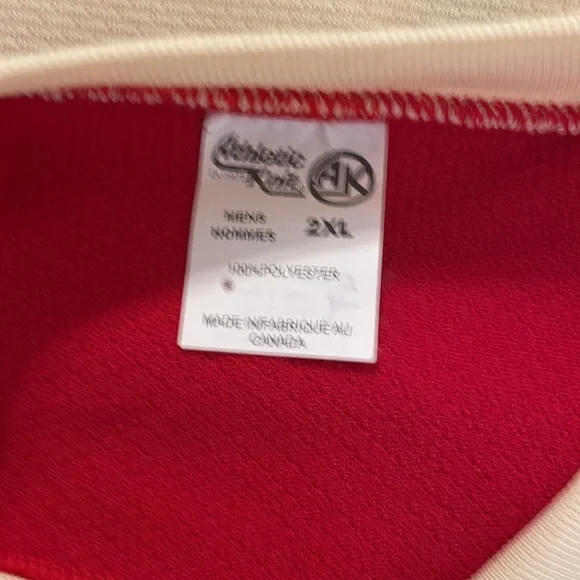 Athletic
Knit AK
MENS 2XL
HOMMES
100%POLYESTER
MADE IN/FABRIQUE AU
CANADA